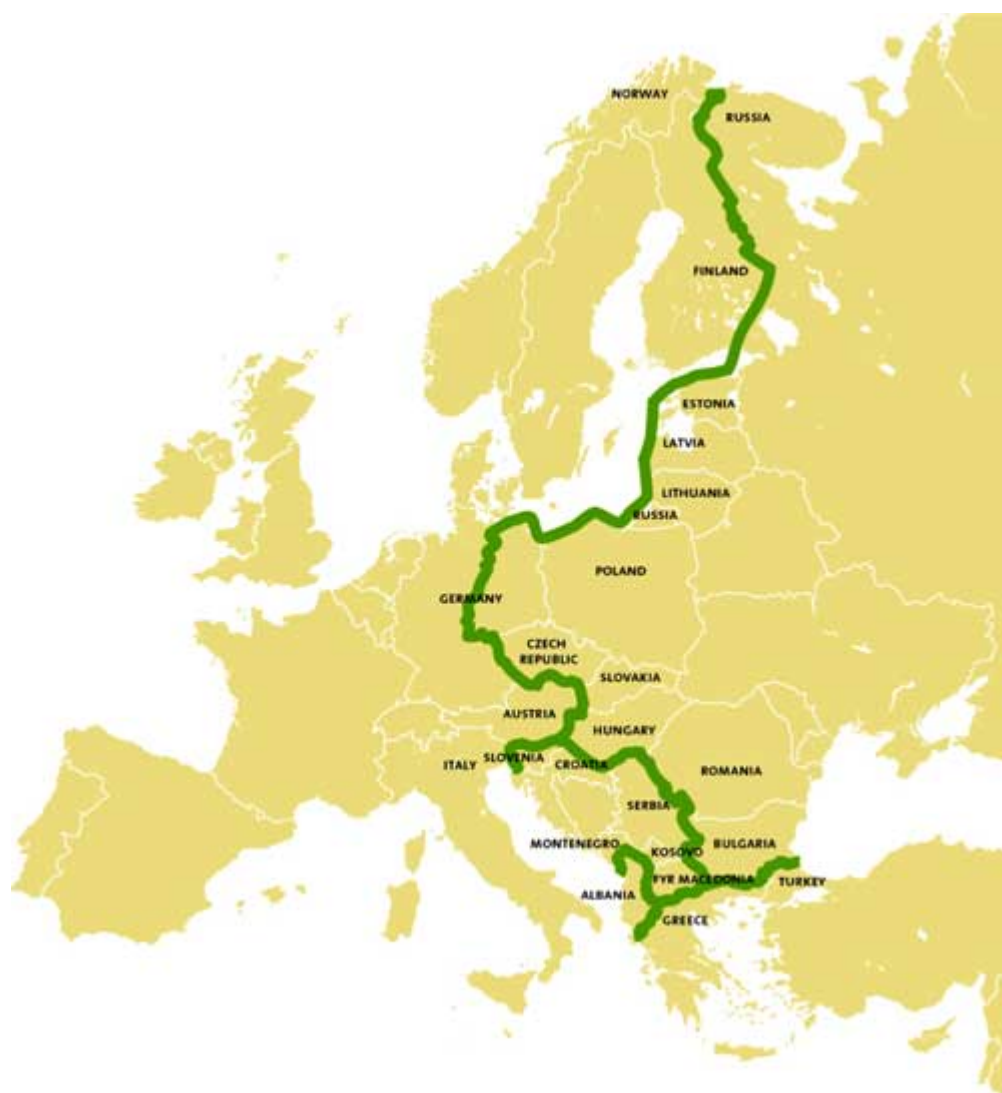 NORWAY
RUSSIA
FINLAND
ESTONIA
LATVIA
LITHUANIA
RUSSIA
POLAND
GERMANY
CZECH
REPUBLIC
SLOVAKIA
AUSTRIA
HUNGARY
ITALY
SLOVENIA
CROATIA
ROMANIA
SERBIA
MONTENEGRO
KOSOVO
BULGARIA
FYR MACEDONIA
TURKEY
ALBANIA
GREECE